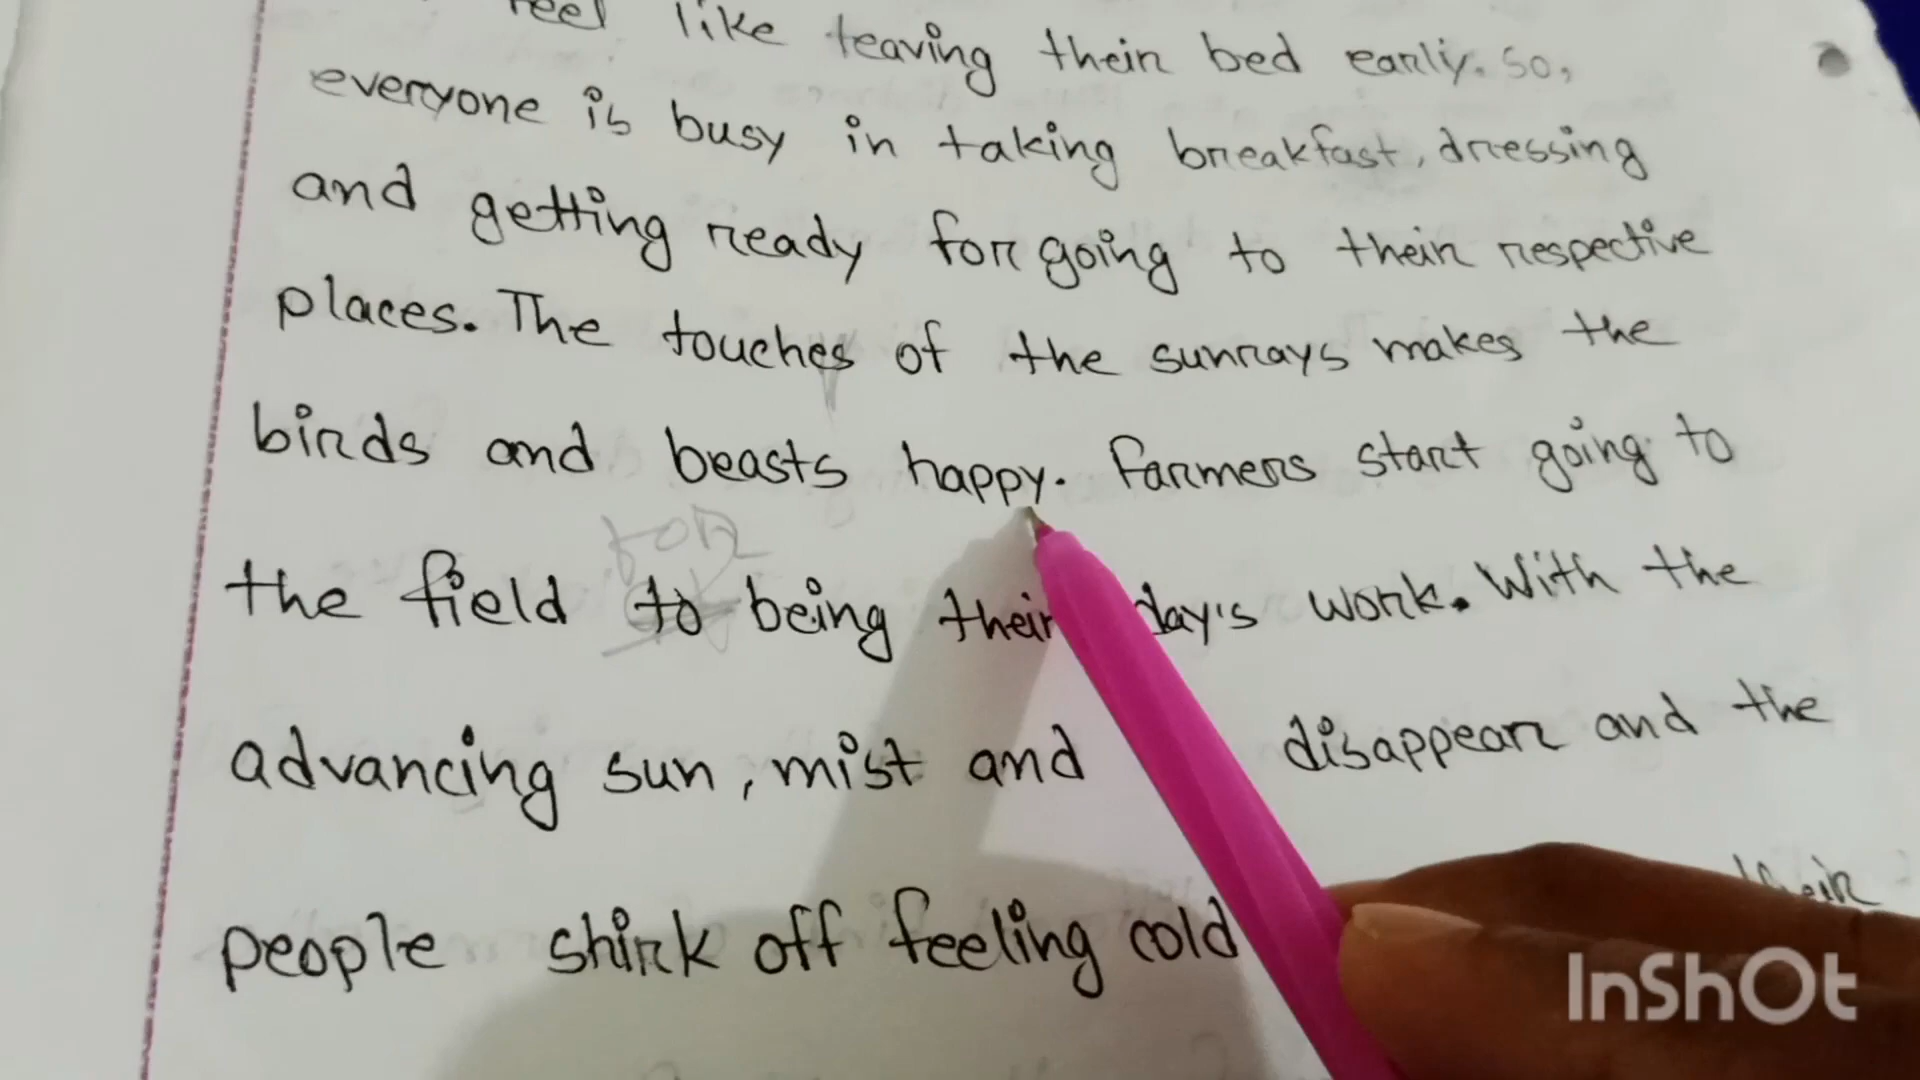 feel like leaving their bed early. So,
everyone is busy in taking breakfast, dressing
and getting ready for going to their respective
places. The touches of the sunrays makes the
birds and beasts happy. Farmers start going to
for
the field to being their day's work. With the
advancing sun, mist and disappear and the
their
people shirk off feeling cold
InShOt